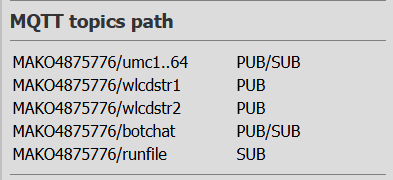 MQTT topics path
MAKO4875776/umc1..64 PUB/SUB
MAKO4875776/wlcdstr1 PUB
MAKO4875776/wlcdstr2 PUB
MAKO4875776/botchat PUB/SUB
MAKO4875776/runfile SUB